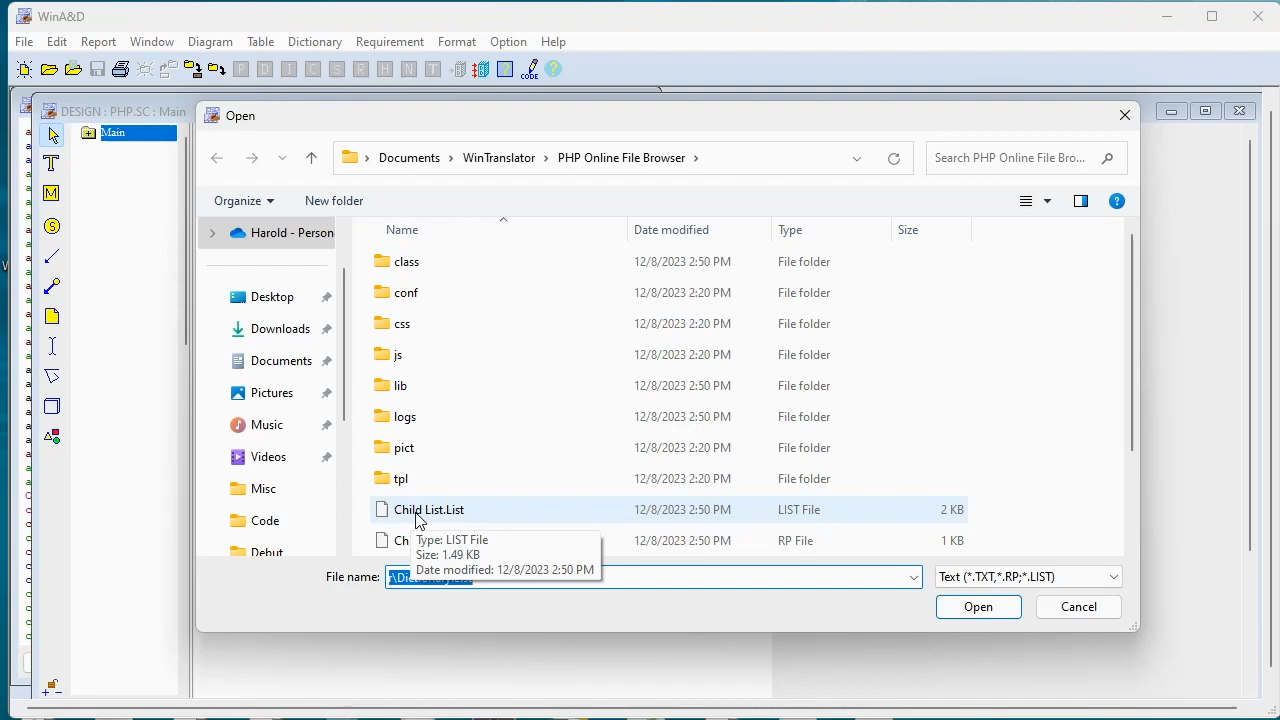 WinA&D
File Edit Report Window Diagram Table Dictionary Requirement Format Option Help
P D I C S R H N T CODE
DESIGN : PHP.SC : Main
Main
T
M
S
Open
Documents WinTranslator PHP Online File Browser
Search PHP Online File Bro...
Organize New folder
Harold - Person
Desktop
Downloads
Documents
Pictures
Music
Videos
Misc
Code
Debut
Name Date modified Type Size
class 12/8/2023 2:50 PM File folder
conf 12/8/2023 2:20 PM File folder
css 12/8/2023 2:20 PM File folder
js 12/8/2023 2:20 PM File folder
lib 12/8/2023 2:50 PM File folder
logs 12/8/2023 2:50 PM File folder
pict 12/8/2023 2:20 PM File folder
tpl 12/8/2023 2:50 PM File folder
Child List.List 12/8/2023 2:50 PM LIST File 2 KB
Ch 12/8/2023 2:50 PM RP File 1 KB
Type: LIST File
Size: 1.49 KB
Date modified: 12/8/2023 2:50 PM
File name:
Text (*.TXT,*.RP;*.LIST)
Open Cancel